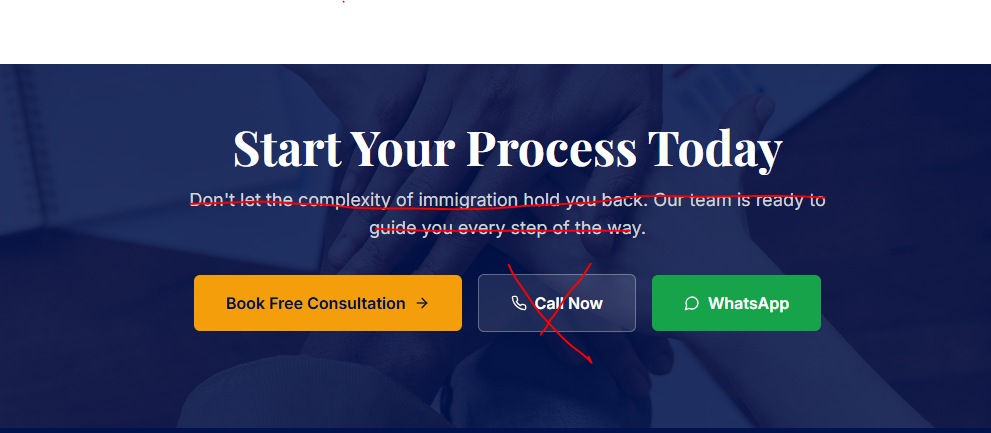 Start Your Process Today
Don't let the complexity of immigration hold you back. Our team is ready to
guide you every step of the way.
Book Free Consultation →
Call Now
WhatsApp